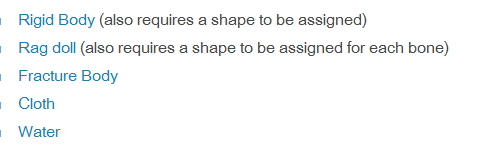 Rigid Body (also requires a shape to be assigned)
Rag doll (also requires a shape to be assigned for each bone)
Fracture Body
Cloth
Water